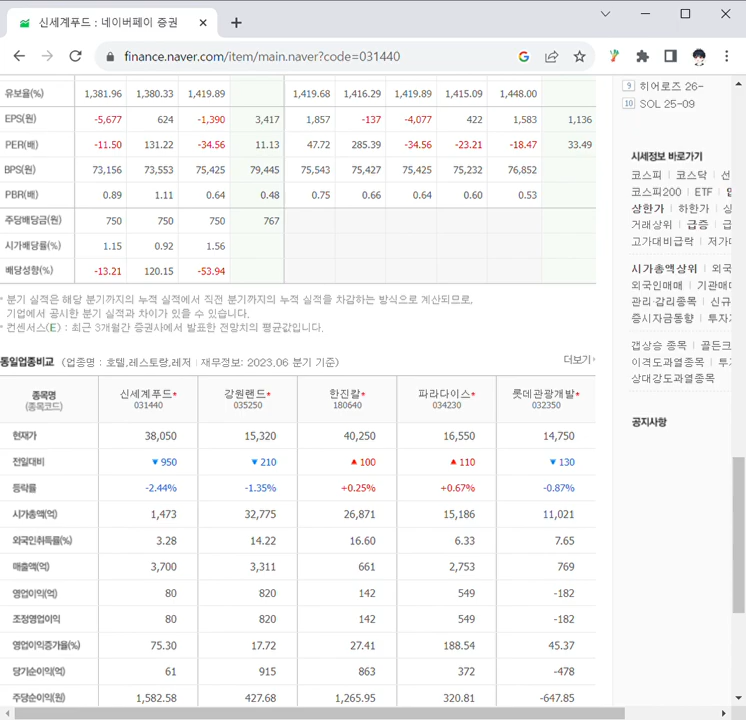 신세계푸드 : 네이버페이 증권
finance.naver.com/item/main.naver?code=031440
유보율(%) 1,381.96 1,380.33 1,419.89 1,419.68 1,416.29 1,419.89 1,415.09 1,448.00
EPS(원) -5,677 624 -1,390 3,417 1,857 -137 -4,077 422 1,583 1,136
PER(배) -11.50 131.22 -34.56 11.13 47.72 285.39 -34.56 -23.21 -18.47 33.49
BPS(원) 73,156 73,553 75,425 79,445 75,543 75,427 75,425 75,232 76,852
PBR(배) 0.89 1.11 0.64 0.48 0.75 0.66 0.64 0.60 0.53
주당배당금(원) 750 750 750 767
시가배당률(%) 1.15 0.92 1.56
배당성향(%) -13.21 120.15 -53.94
* 분기 실적은 해당 분기까지의 누적 실적에서 직전 분기까지의 누적 실적을 차감하는 방식으로 계산되므로,
기업에서 공시한 분기 실적과 차이가 있을 수 있습니다.
* 컨센서스(E) : 최근 3개월간 증권사에서 발표한 전망치의 평균값입니다.
동일업종비교 (업종명 : 호텔,레스토랑,레저 | 재무정보: 2023.06 분기 기준) 더보기
종목명 신세계푸드* 강원랜드* 한진칼* 파라다이스* 롯데관광개발*
(종목코드) 031440 035250 180640 034230 032350
현재가 38,050 15,320 40,250 16,550 14,750
전일대비 ▼950 ▼210 ▲100 ▲110 ▼130
등락률 -2.44% -1.35% +0.25% +0.67% -0.87%
시가총액(억) 1,473 32,775 26,871 15,186 11,021
외국인취득률(%) 3.28 14.22 16.60 6.33 7.65
매출액(억) 3,700 3,311 661 2,753 769
영업이익(억) 80 820 142 549 -182
조정영업이익 80 820 142 549 -182
영업이익증가율(%) 75.30 17.72 27.41 188.54 45.37
당기순이익(억) 61 915 863 372 -478
주당순이익(원) 1,582.58 427.68 1,265.95 320.81 -647.85
9 히어로즈 26-
10 SOL 25-09
시세정보 바로가기
코스피 | 코스닥 | 선
코스피200 | ETF |
상한가 | 하한가 | 상
거래상위 | 급증 | 급
고가대비급락 | 저가
시가총액상위 | 외국
외국인매매 | 기관매
관리·감리종목 | 신규
증시자금동향 | 투자
갭상승 종목 | 골든크
이격도과열종목 | 투
상대강도과열종목
공지사항